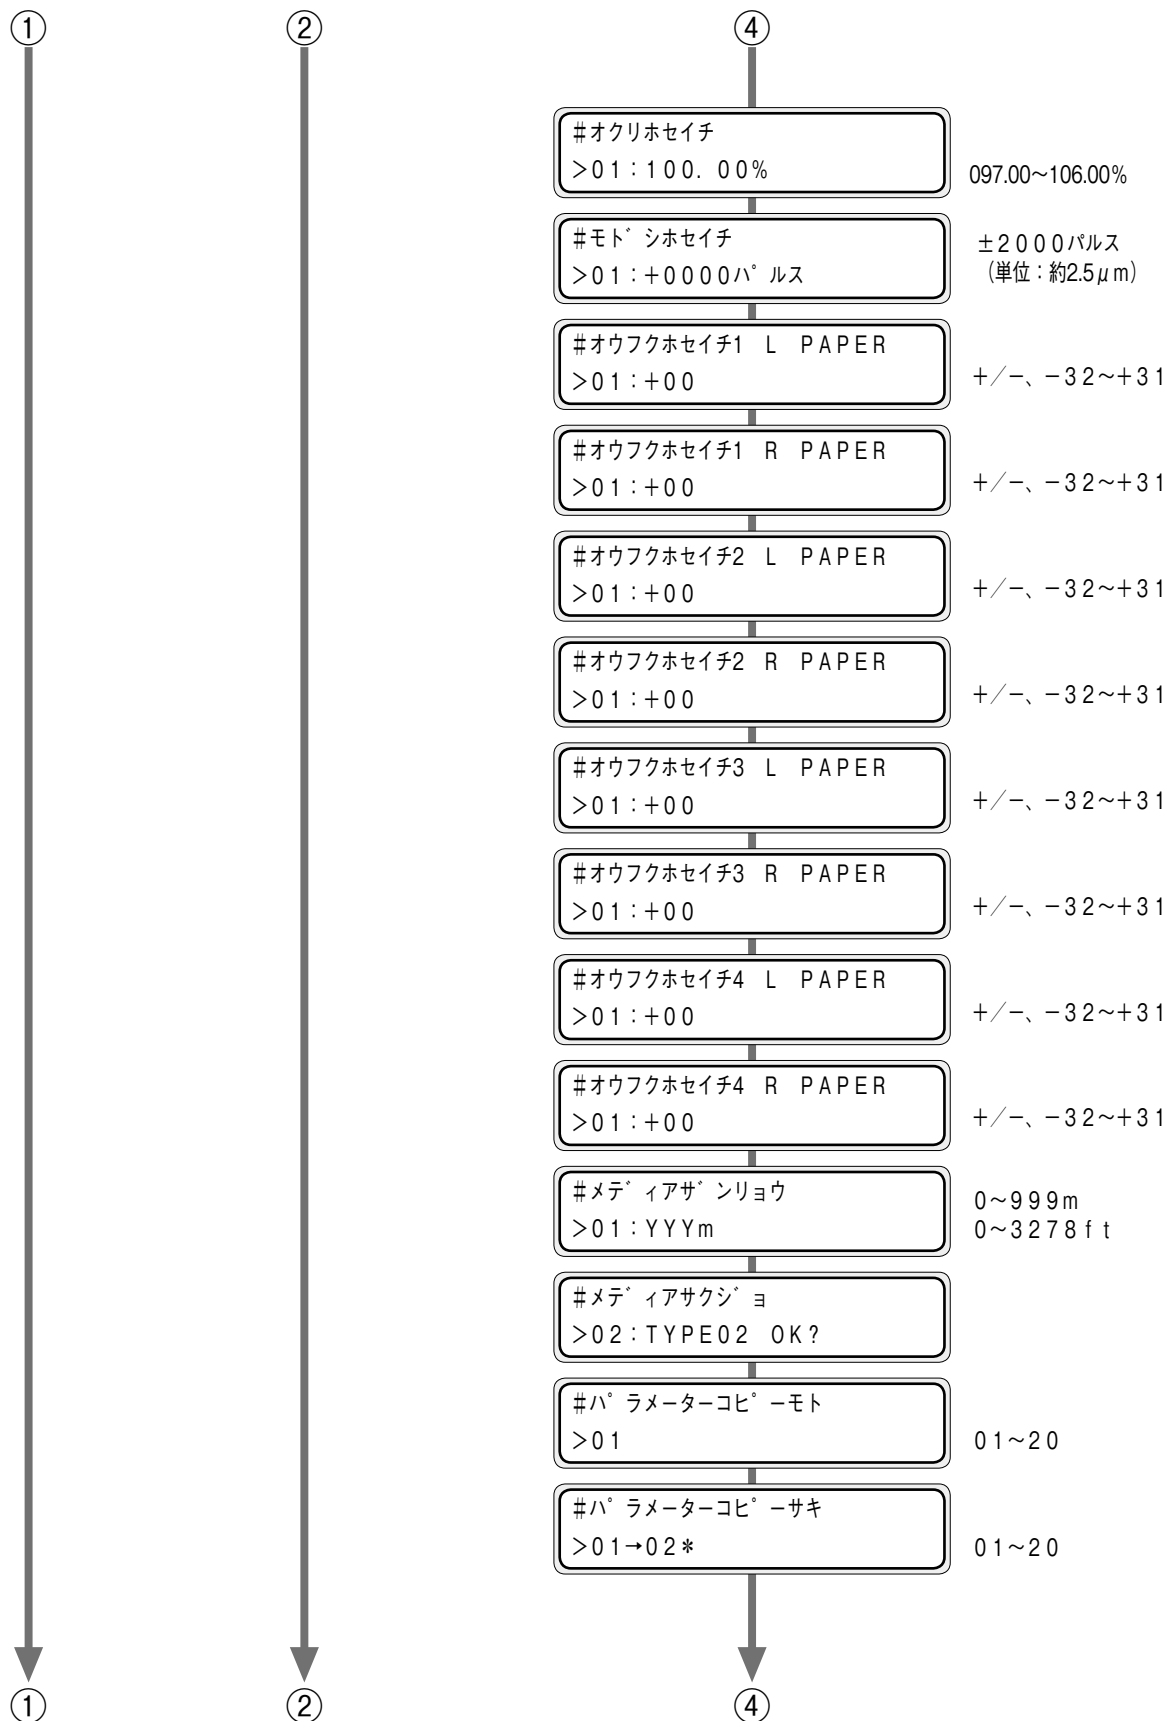 ① ② ④
#オクリホセイチ
>01:100.00%
097.00~106.00%
#モドシホセイチ
>01:+0000パルス
±2000パルス
(単位:約2.5μm)
#オウフクホセイチ1 L PAPER
>01:+00
+/−、−32~+31
#オウフクホセイチ1 R PAPER
>01:+00
+/−、−32~+31
#オウフクホセイチ2 L PAPER
>01:+00
+/−、−32~+31
#オウフクホセイチ2 R PAPER
>01:+00
+/−、−32~+31
#オウフクホセイチ3 L PAPER
>01:+00
+/−、−32~+31
#オウフクホセイチ3 R PAPER
>01:+00
+/−、−32~+31
#オウフクホセイチ4 L PAPER
>01:+00
+/−、−32~+31
#オウフクホセイチ4 R PAPER
>01:+00
+/−、−32~+31
#メディアザンリョウ
>01:YYYm
0~999m
0~3278ft
#メディアサクジョ
>02:TYPE02 OK?
#パラメーターコピーモト
>01
01~20
#パラメーターコピーサキ
>01→02*
01~20
① ② ④